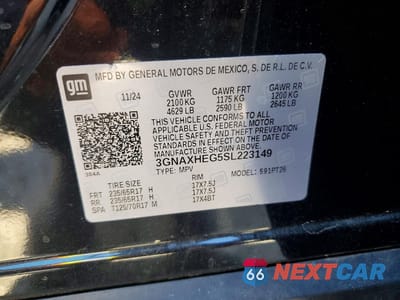 gm
MFD BY GENERAL MOTORS DE MEXICO, S. DE R.L. DE C.V.
11/24 GVWR GAWR FRT GAWR RR
2100 KG 1175 KG 1200 KG
4629 LB 2590 LB 2645 LB
THIS VEHICLE CONFORMS TO ALL
APPLICABLE U.S. FEDERAL MOTOR VEHICLE
SAFETY, BUMPER, AND THEFT
PREVENTION STANDARDS IN EFFECT ON
THE DATE OF MANUFACTURE SHOWN ABOVE.
3GNAXHEG5SL223149
TYPE: MPV MODEL: S91PT26
384A
RIM
FRT 235/65R17 H 17X7.5J
RR 235/65R17 H 17X7.5J
SPA T125/70R17 M 17X4BT
66 NEXTCAR